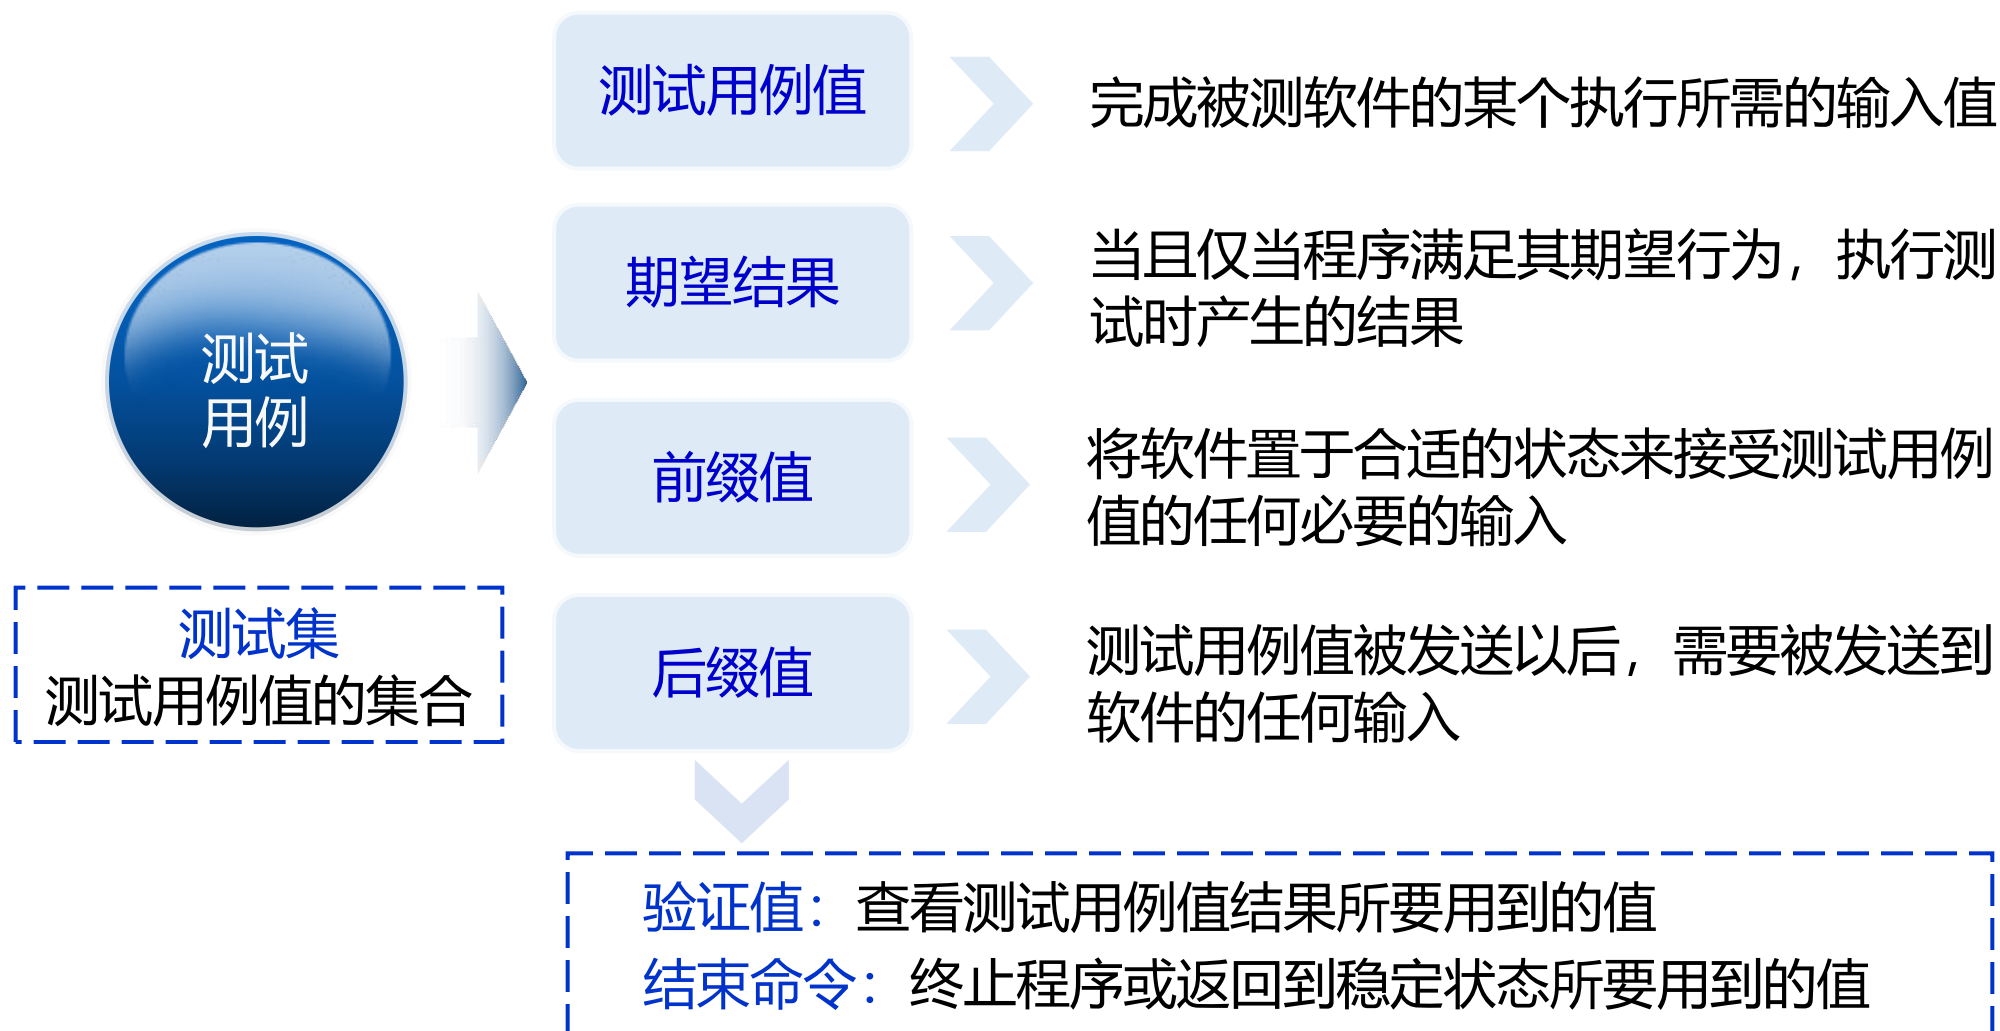 测试用例值
完成被测软件的某个执行所需的输入值
期望结果
当且仅当程序满足其期望行为，执行测
试时产生的结果
测试
用例
前缀值
将软件置于合适的状态来接受测试用例
值的任何必要的输入
测试集
测试用例值的集合
后缀值
测试用例值被发送以后，需要被发送到
软件的任何输入
验证值：查看测试用例值结果所要用到的值
结束命令：终止程序或返回到稳定状态所要用到的值